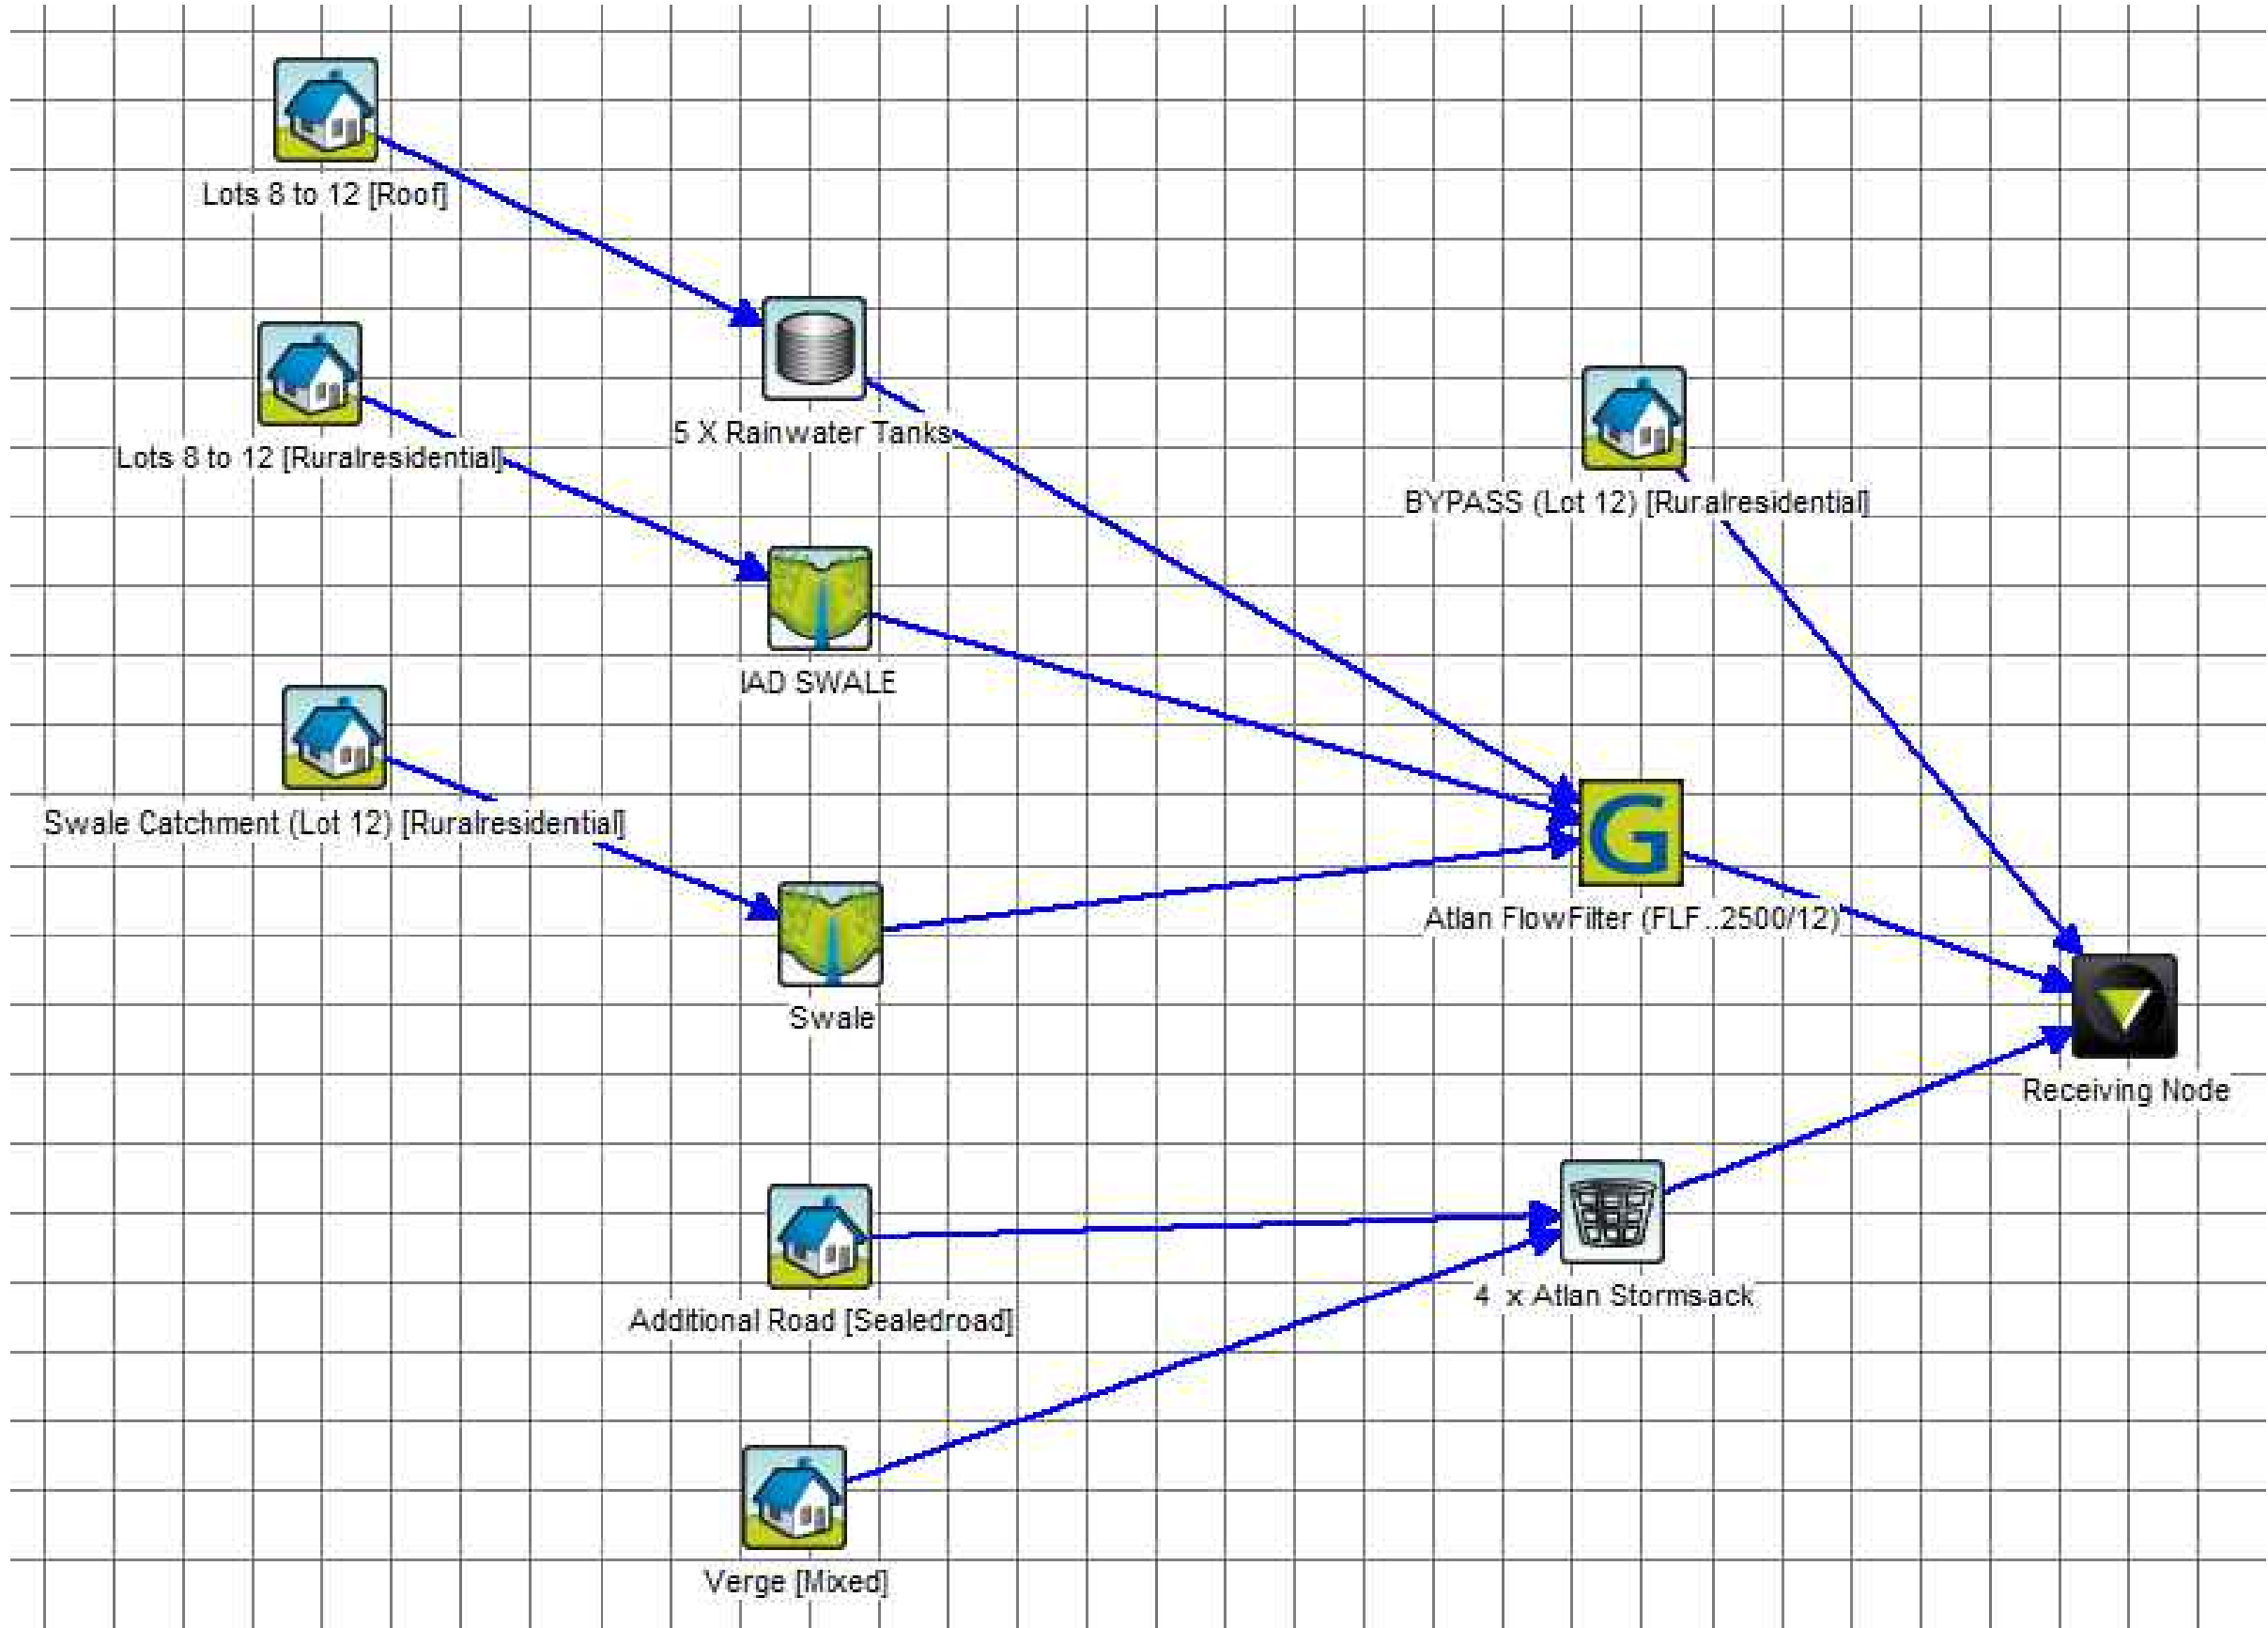 Lots 8 to 12 [Roof]
5 X Rainwater Tanks
Lots 8 to 12 [Ruralresidential]
BYPASS (Lot 12) [Ruralresidential]
IAD SWALE
Swale Catchment (Lot 12) [Ruralresidential]
G
Atlan FlowFilter (FLF..2500/12)
Swale
Receiving Node
4 x Atlan Stormsack
Additional Road [Sealedroad]
Verge [Mixed]